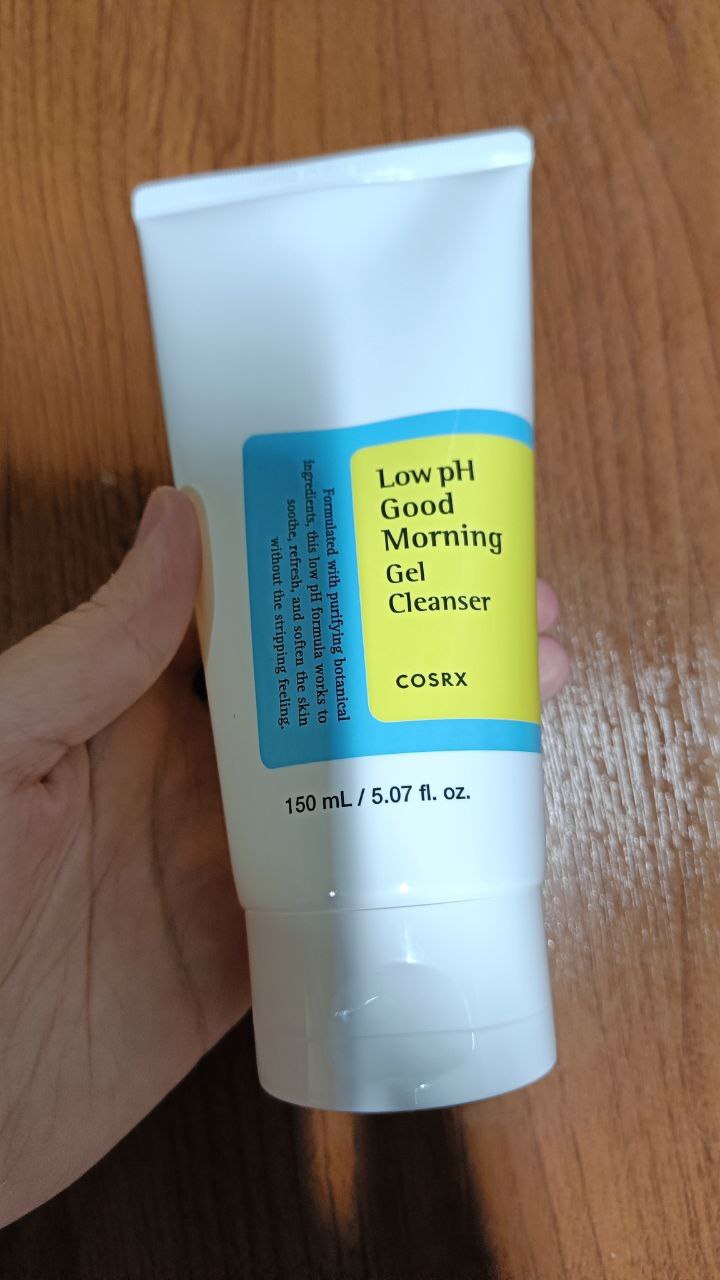 Low pH
Good
Morning
Gel
Cleanser
COSRX
Formulated with purifying botanical
ingredients, this low pH formula works to
soothe, refresh, and soften the skin
without the stripping feeling.
150 mL / 5.07 fl. oz.